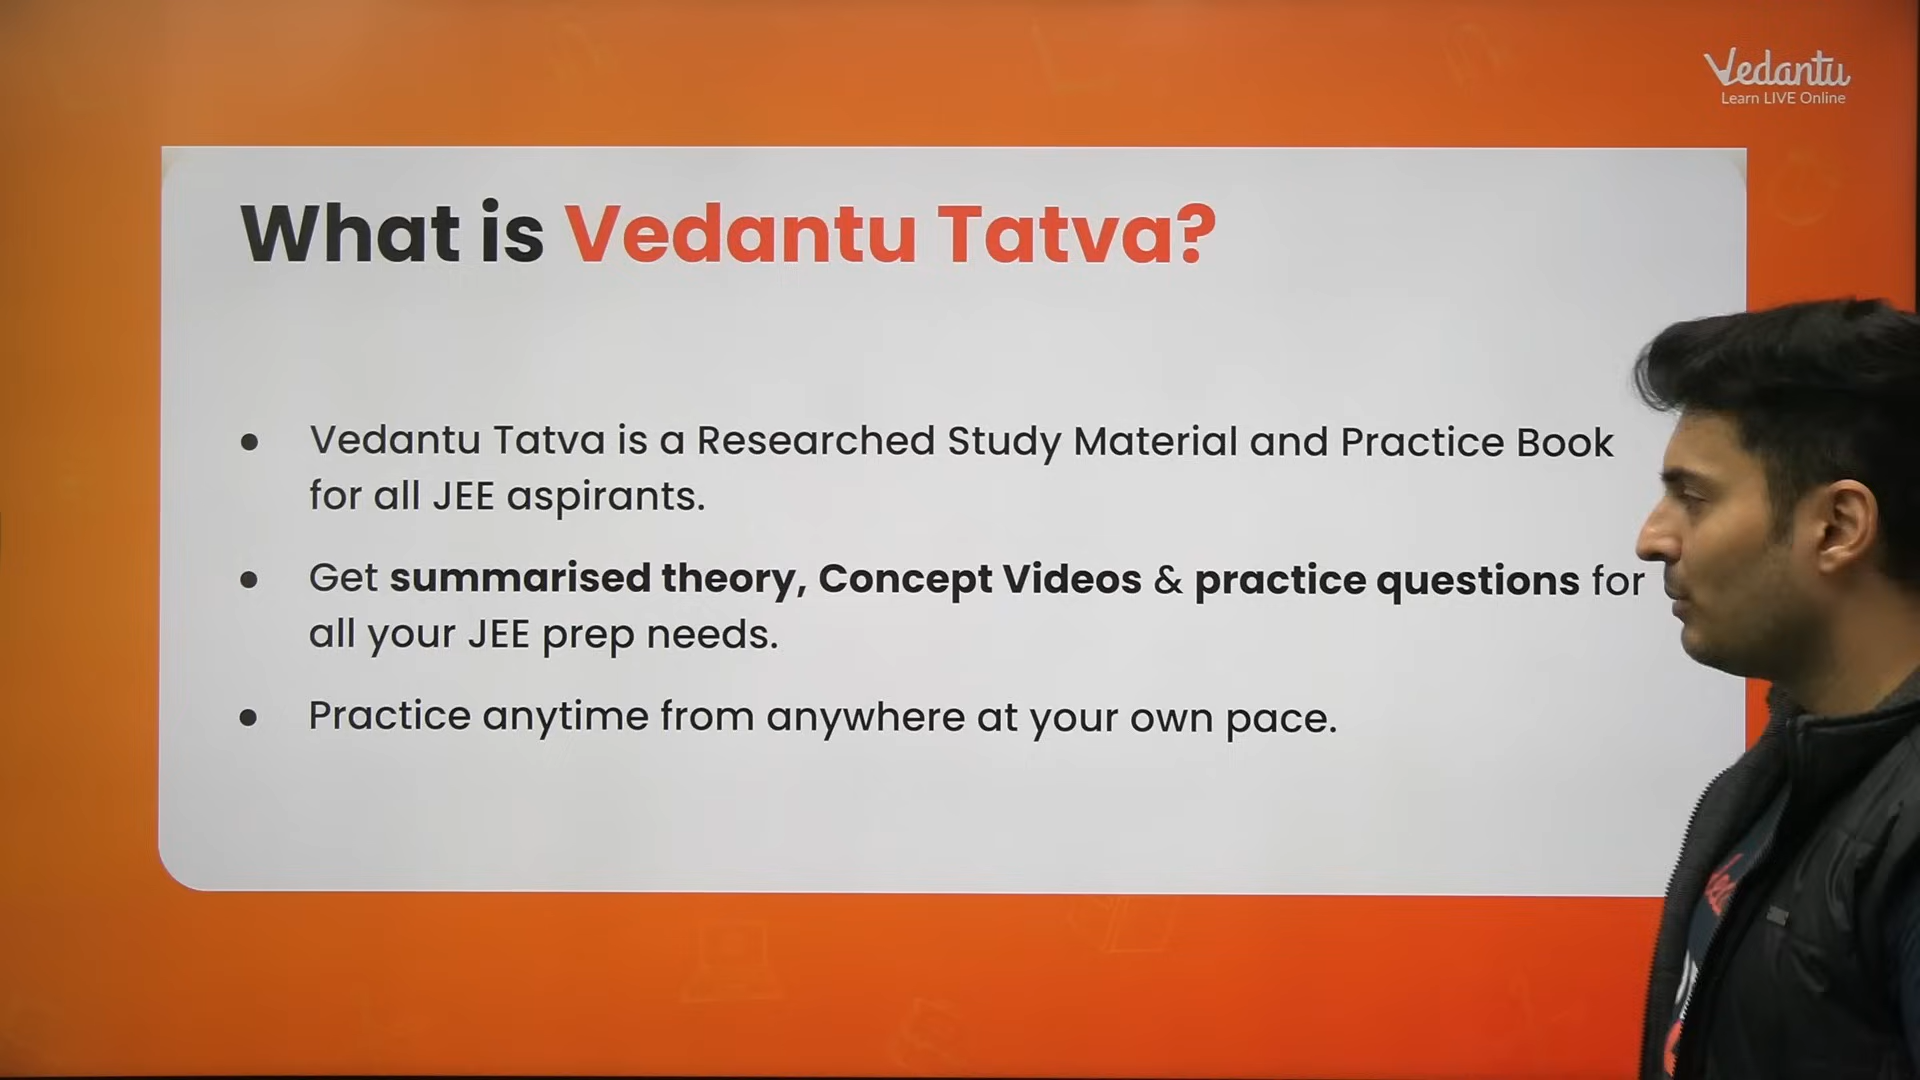 Vedantu
Learn LIVE Online
What is Vedantu Tatva?
● Vedantu Tatva is a Researched Study Material and Practice Book
for all JEE aspirants.
● Get summarised theory, Concept Videos & practice questions for
all your JEE prep needs.
● Practice anytime from anywhere at your own pace.